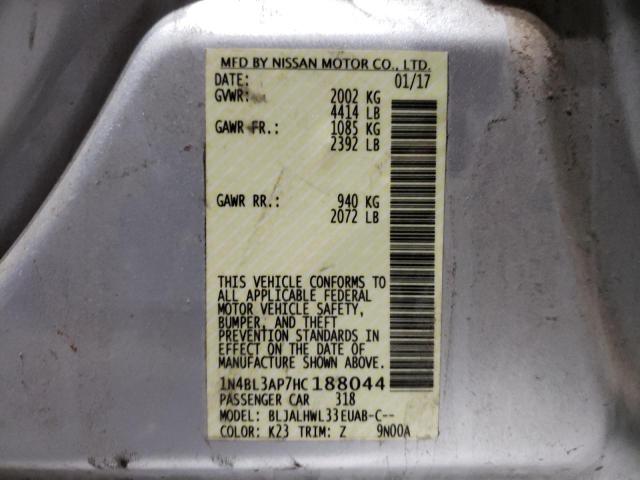 MFD BY NISSAN MOTOR CO., LTD.
DATE: 01/17
GVWR: 2002 KG
4414 LB
GAWR FR.: 1085 KG
2392 LB
GAWR RR.: 940 KG
2072 LB
THIS VEHICLE CONFORMS TO
ALL APPLICABLE FEDERAL
MOTOR VEHICLE SAFETY,
BUMPER, AND THEFT
PREVENTION STANDARDS IN
EFFECT ON THE DATE OF
MANUFACTURE SHOWN ABOVE.
1N4BL3AP7HC188044
PASSENGER CAR 318
MODEL: BLJALHWL33EUAB-C--
COLOR: K23 TRIM: Z 9N00A